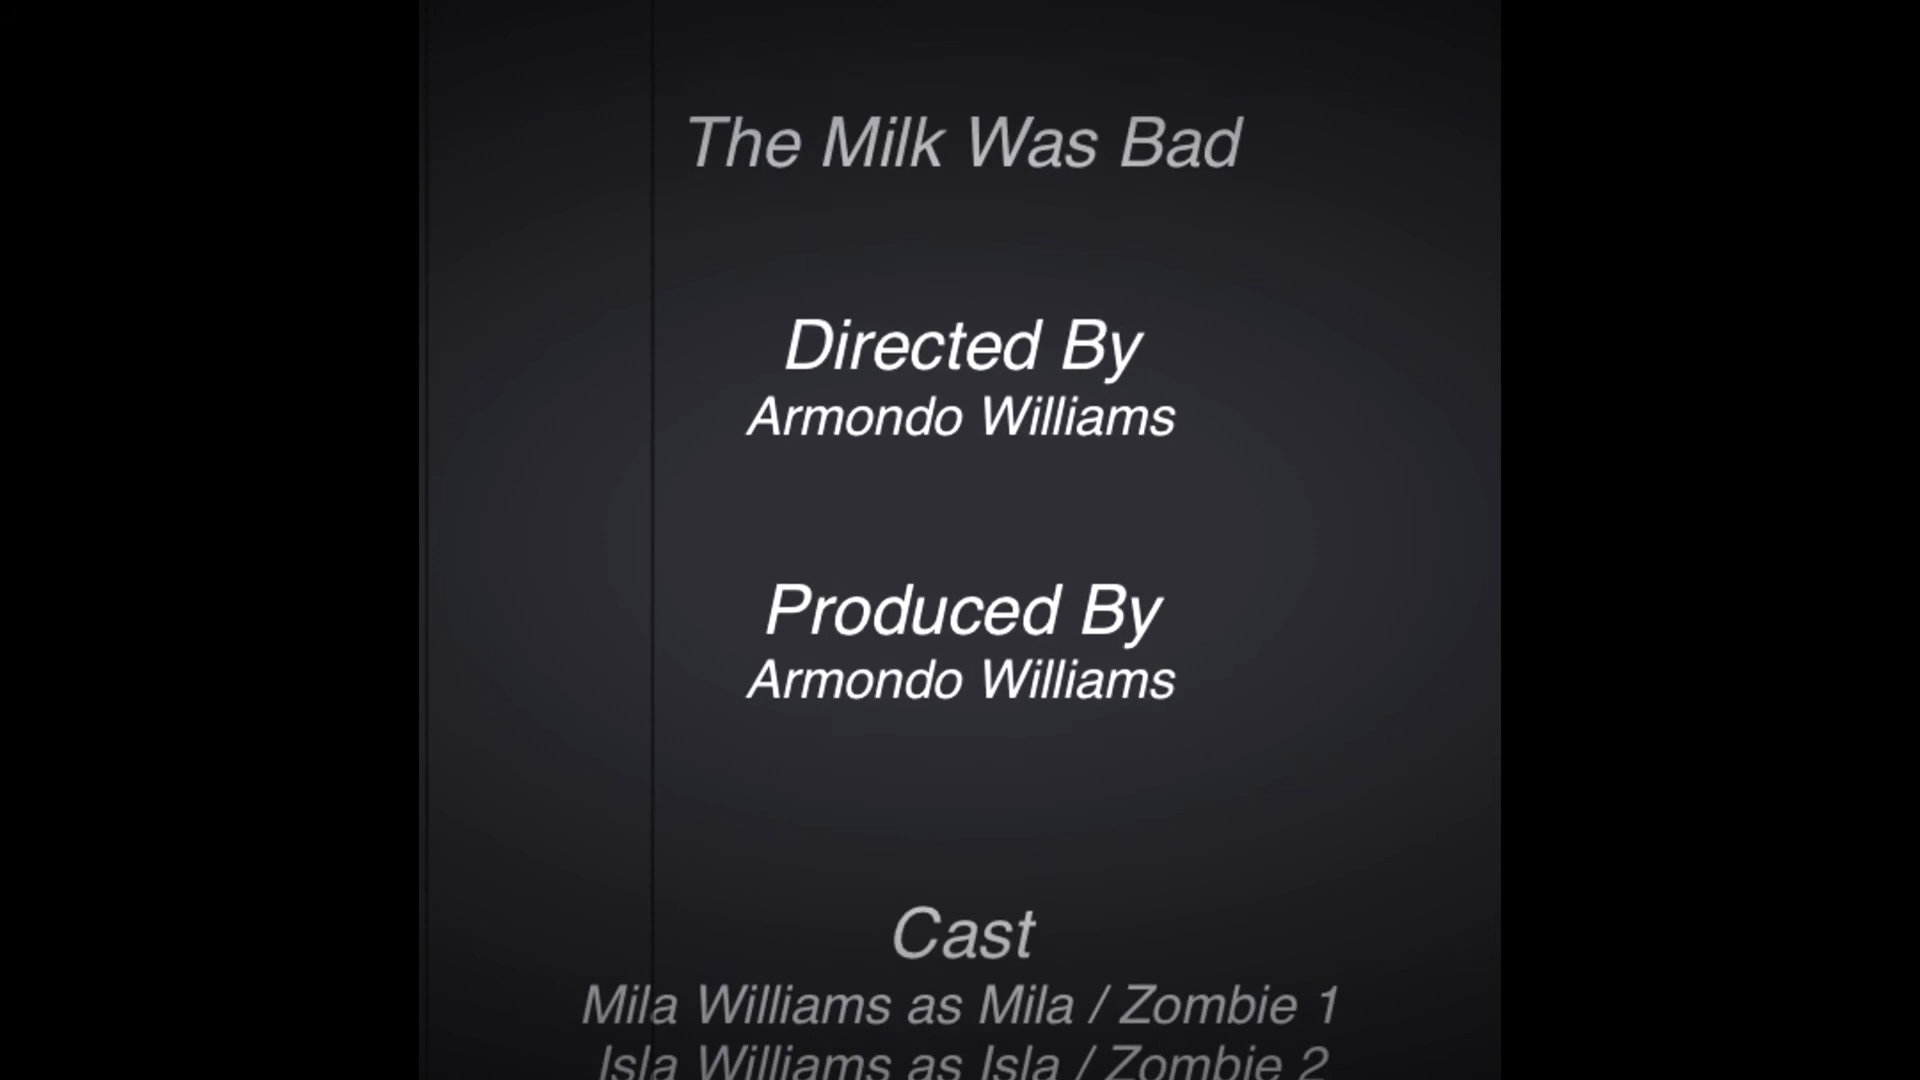 The Milk Was Bad
Directed By
Armondo Williams
Produced By
Armondo Williams
Cast
Mila Williams as Mila / Zombie 1
Isla Williams as Isla / Zombie 2